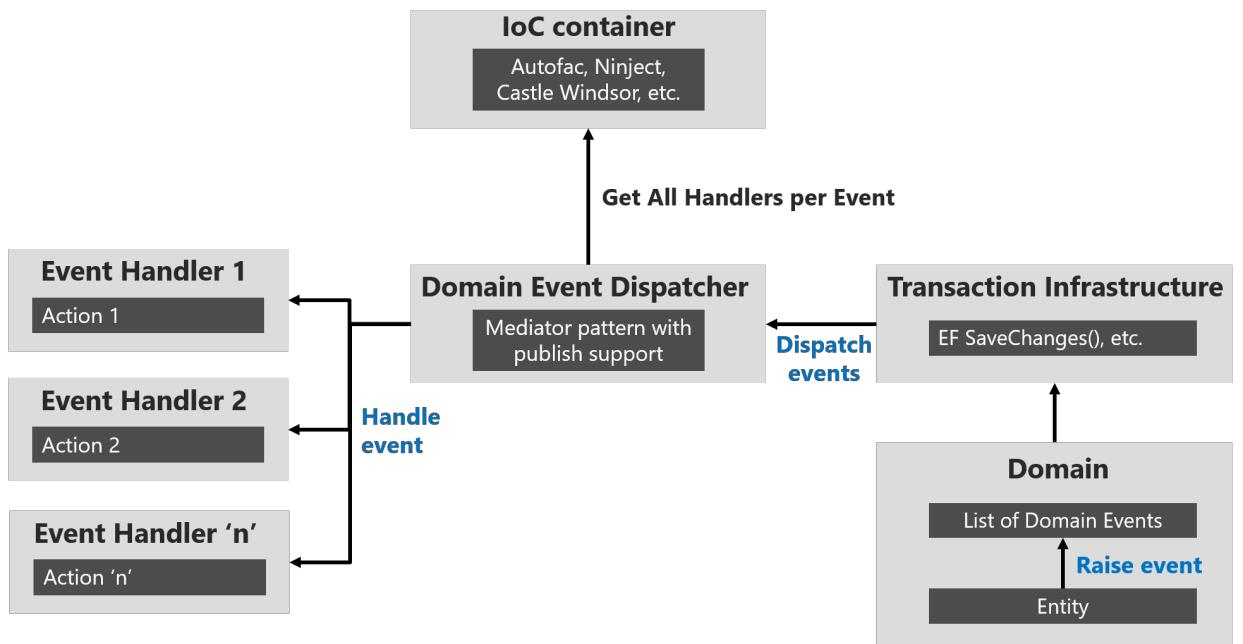 IoC container
Autofac, Ninject,
Castle Windsor, etc.
Get All Handlers per Event
Event Handler 1
Action 1
Domain Event Dispatcher
Mediator pattern with
publish support
Transaction Infrastructure
EF SaveChanges(), etc.
Dispatch
events
Event Handler 2
Action 2
Handle
event
Domain
List of Domain Events
Raise event
Entity
Event Handler ‘n’
Action ‘n’